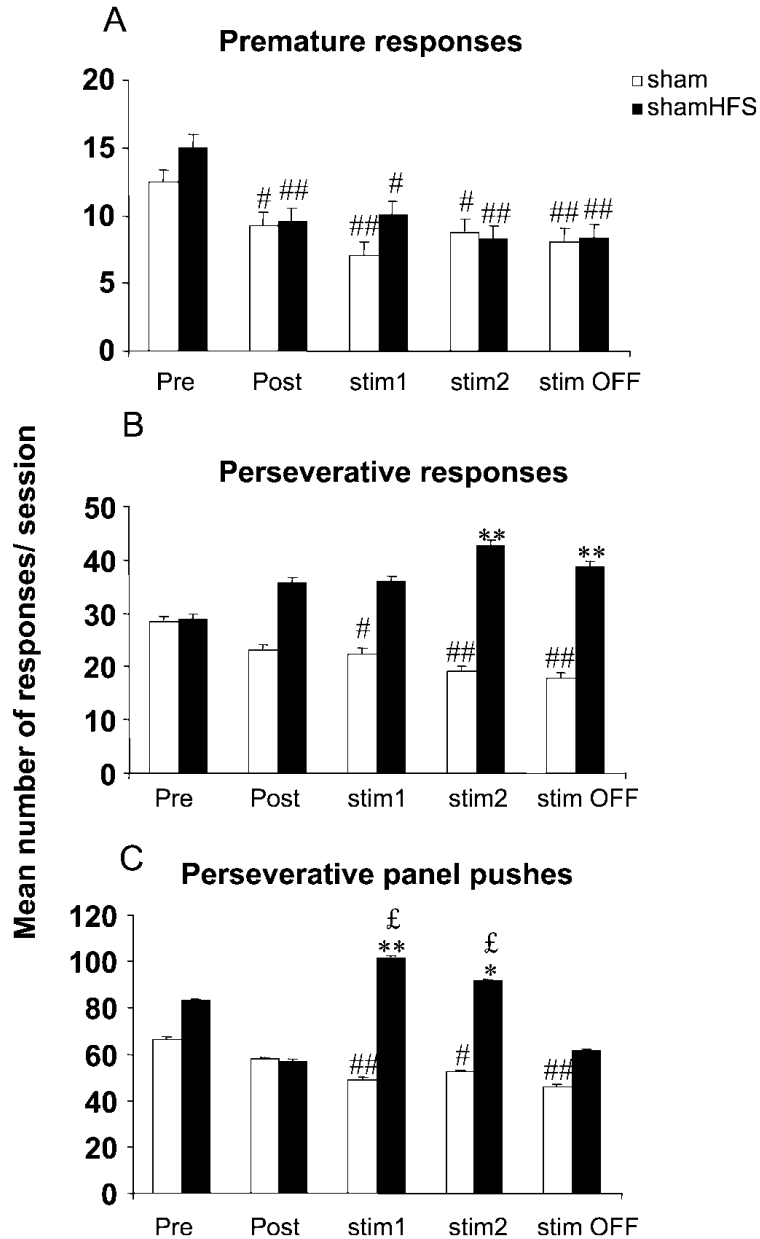 A
Premature responses
sham
shamHFS
20
15
10
5
0
# ## ## # # ## ## ##
Pre Post stim1 stim2 stim OFF
Mean number of responses/ session
B
Perseverative responses
50
40
30
20
10
0
# ## ** ## **
Pre Post stim1 stim2 stim OFF
C
Perseverative panel pushes
120
100
80
60
40
20
0
£ £
** *
## # ##
Pre Post stim1 stim2 stim OFF